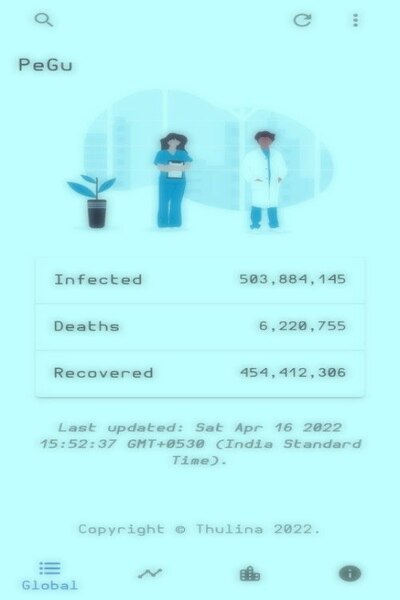 PeGu
Infected 503,884,145
Deaths 6,220,755
Recovered 454,412,306
Last updated: Sat Apr 16 2022
15:52:37 GMT+0530 (India Standard
Time).
Copyright © Thulina 2022.
Global